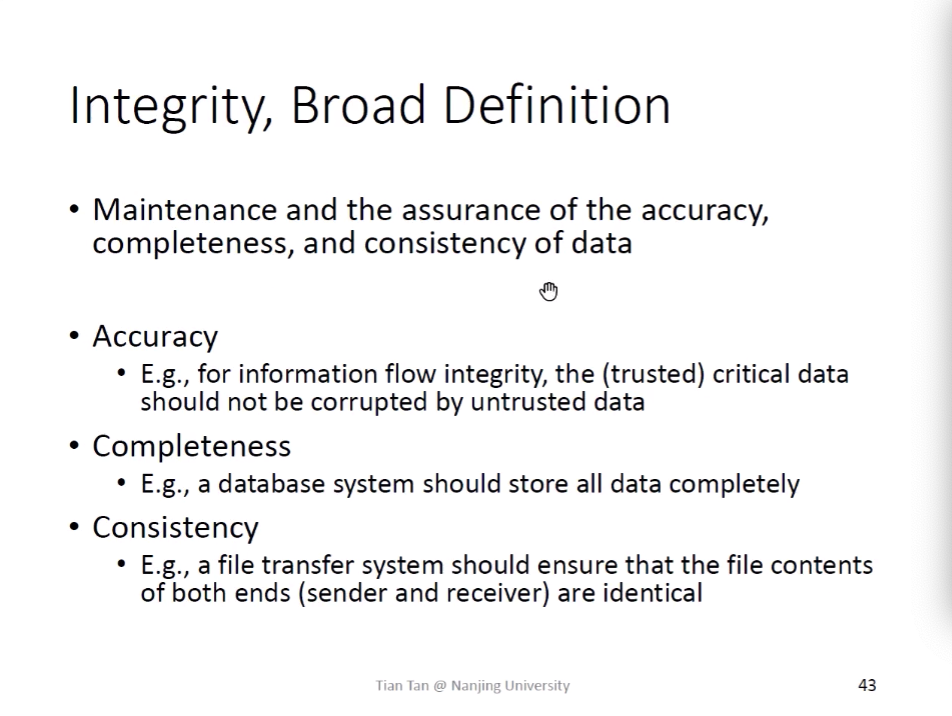 Integrity, Broad Definition
• Maintenance and the assurance of the accuracy,
completeness, and consistency of data
• Accuracy
• E.g., for information flow integrity, the (trusted) critical data
should not be corrupted by untrusted data
• Completeness
• E.g., a database system should store all data completely
• Consistency
• E.g., a file transfer system should ensure that the file contents
of both ends (sender and receiver) are identical
Tian Tan @ Nanjing University
43